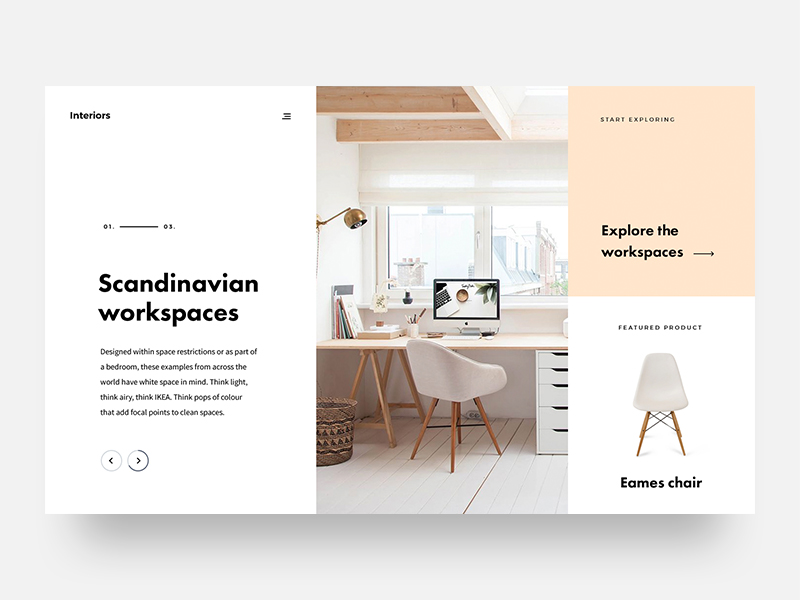 Interiors
01. 03.
Scandinavian
workspaces
Designed within space restrictions or as part of
a bedroom, these examples from across the
world have white space in mind. Think light,
think airy, think IKEA. Think pops of colour
that add focal points to clean spaces.
START EXPLORING
Explore the
workspaces
FEATURED PRODUCT
Eames chair